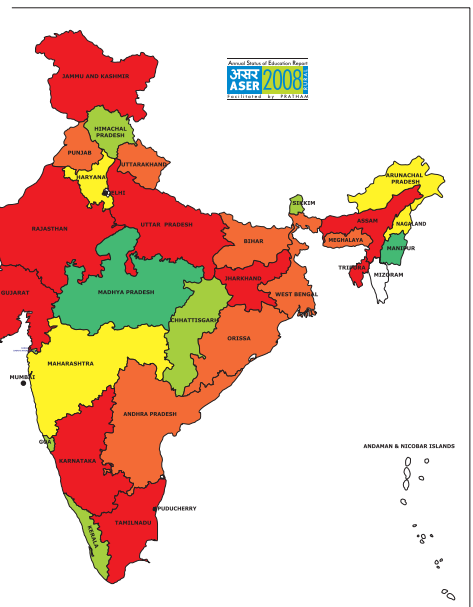 JAMMU AND KASHMIR
Annual Status of Education Report
असर
ASER
2008
RURAL
Facilitated by PRATHAM
HIMACHAL
PRADESH
PUNJAB
UTTARAKHAND
HARYANA
DELHI
ARUNACHAL
PRADESH
SIKKIM
RAJASTHAN
UTTAR PRADESH
ASSAM
NAGALAND
BIHAR
MEGHALAYA
MANIPUR
TRIPURA
MIZORAM
JHARKHAND
GUJARAT
MADHYA PRADESH
WEST BENGAL
CHHATTISGARH
ORISSA
MAHARASHTRA
MUMBAI
ANDHRA PRADESH
GOA
ANDAMAN & NICOBAR ISLANDS
KARNATAKA
PUDUCHERRY
TAMILNADU
KERALA